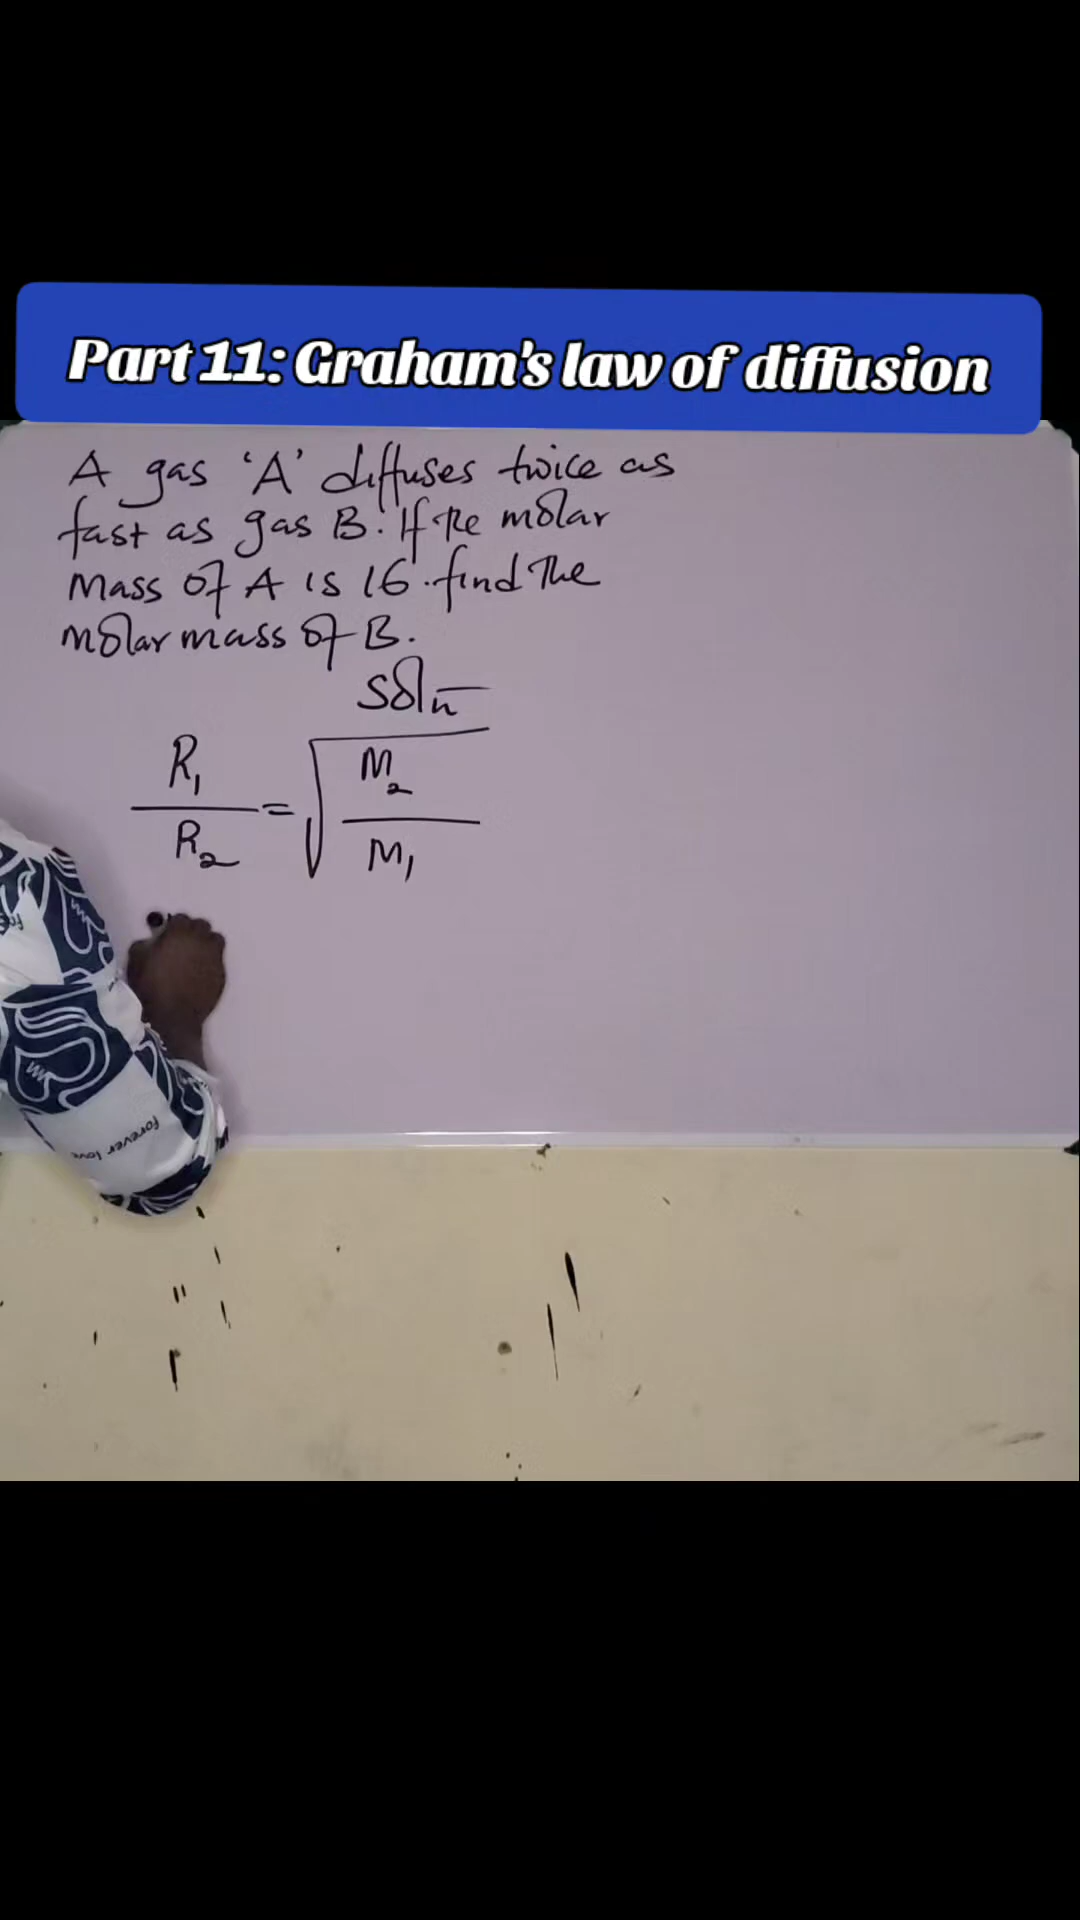 Part 11: Graham's law of diffusion
A gas 'A' diffuses twice as
fast as gas B. If the molar
mass of A is 16. find the
molar mass of B.
soln
R₁/R₂ = √(M₂/M₁)
forever love